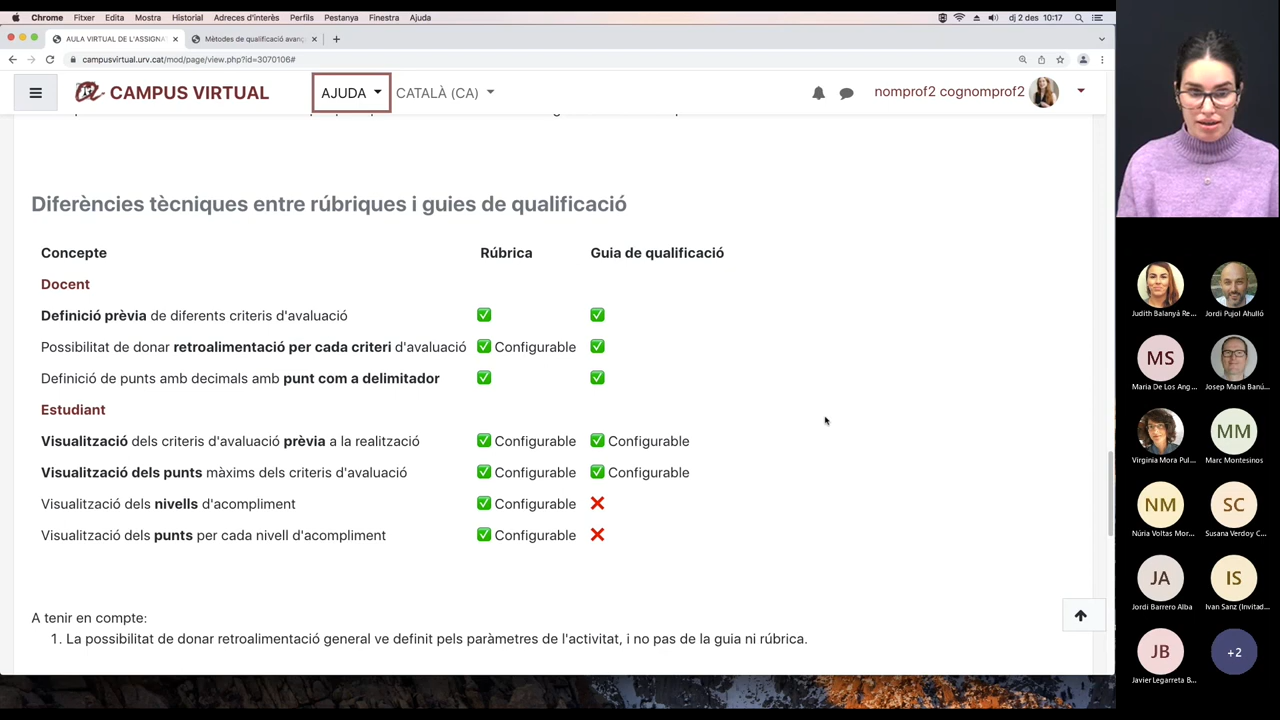 Chrome Fitxer Edita Mostra Historial Adreces d'interès Perfils Pestanya Finestra Ajuda dj 2 des 10:17
AULA VIRTUAL DE L'ASSIGNA Mètodes de qualificació avanç
campusvirtual.urv.cat/mod/page/view.php?id=3070106#
CAMPUS VIRTUAL AJUDA CATALÀ (CA) nomprof2 cognomprof2
Diferències tècniques entre rúbriques i guies de qualificació
Concepte Rúbrica Guia de qualificació
Docent
Definició prèvia de diferents criteris d'avaluació ✅ ✅
Possibilitat de donar retroalimentació per cada criteri d'avaluació ✅ Configurable ✅
Definició de punts amb decimals amb punt com a delimitador ✅ ✅
Estudiant
Visualització dels criteris d'avaluació prèvia a la realització ✅ Configurable ✅ Configurable
Visualització dels punts màxims dels criteris d'avaluació ✅ Configurable ✅ Configurable
Visualització dels nivells d'acompliment ✅ Configurable ❌
Visualització dels punts per cada nivell d'acompliment ✅ Configurable ❌
A tenir en compte:
1. La possibilitat de donar retroalimentació general ve definit pels paràmetres de l'activitat, i no pas de la guia ni rúbrica.
Judith Balanyà Re... Jordi Pujol Ahulló
MS
Maria De Los Ang... Josep Maria Banú...
MM
Virginia Mora Pul... Marc Montesinos
NM SC
Núria Voltas Mor... Susana Verdoy C...
JA IS
Jordi Barrero Alba Ivan Sanz (Invitad...
JB +2
Javier Legarreta B...